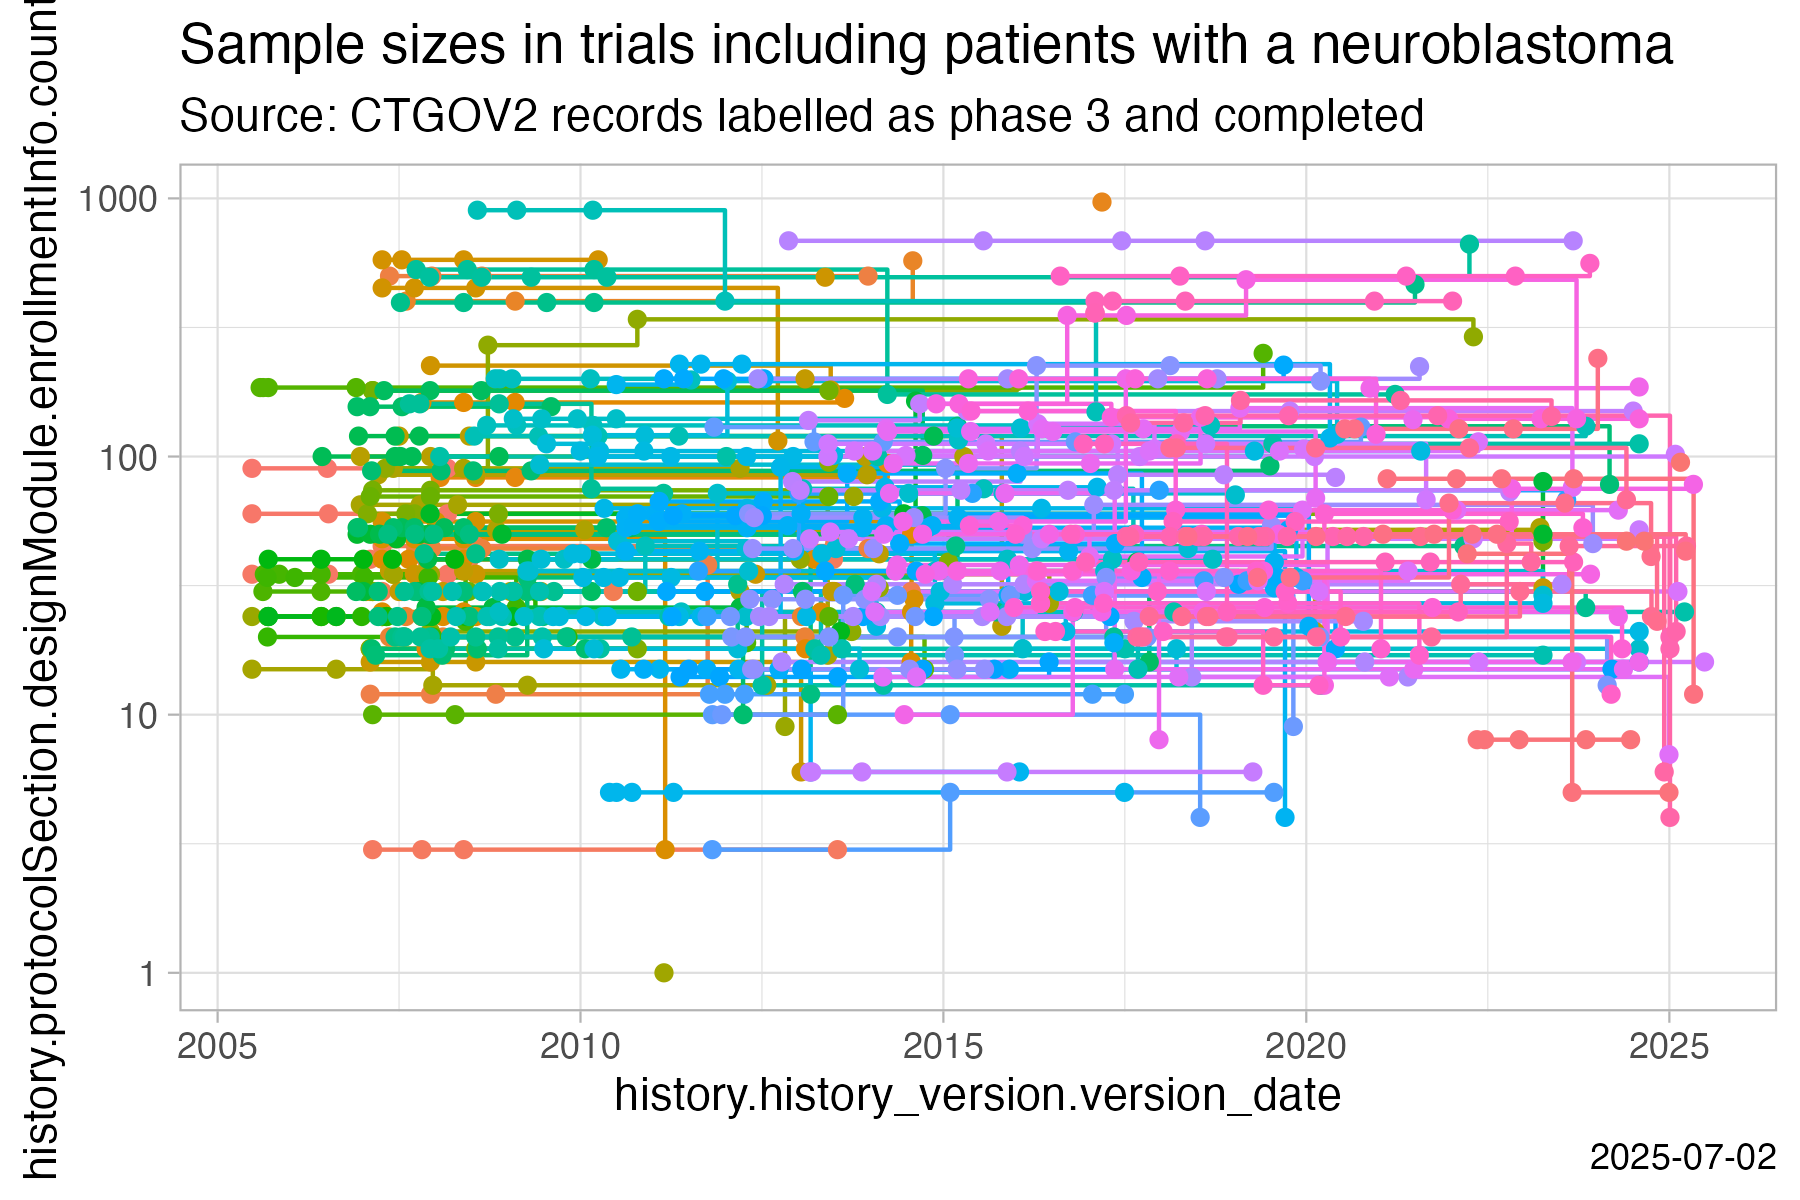 Sample sizes in trials including patients with a neuroblastoma
Source: CTGOV2 records labelled as phase 3 and completed
history.protocolSection.designModule.enrollmentInfo.count
1000
100
10
1
2005 2010 2015 2020 2025
history.history_version.version_date
2025-07-02